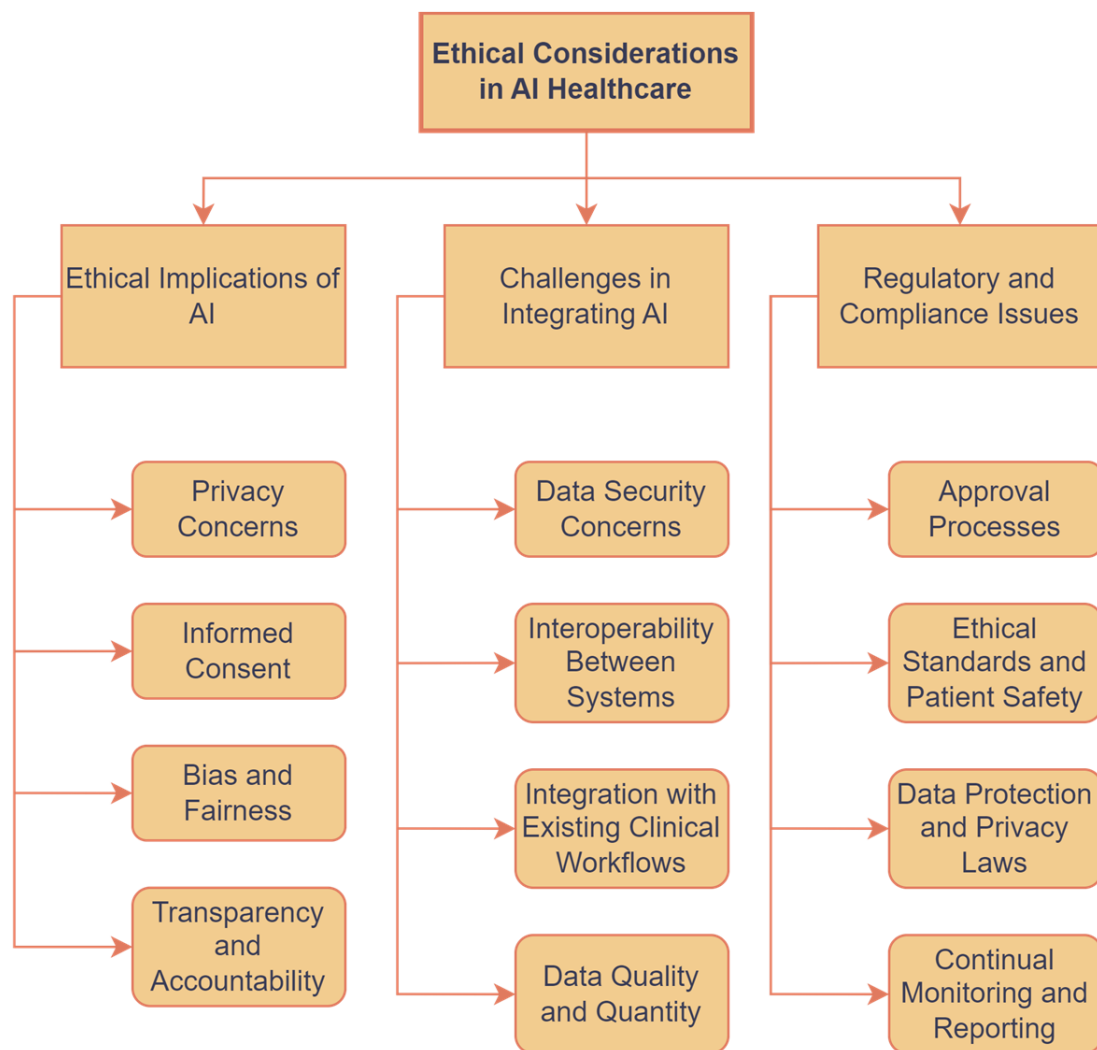 Ethical Considerations
in AI Healthcare
Ethical Implications of
AI
Challenges in
Integrating AI
Regulatory and
Compliance Issues
Privacy
Concerns
Informed
Consent
Bias and
Fairness
Transparency
and
Accountability
Data Security
Concerns
Interoperability
Between
Systems
Integration with
Existing Clinical
Workflows
Data Quality
and Quantity
Approval
Processes
Ethical
Standards and
Patient Safety
Data Protection
and Privacy
Laws
Continual
Monitoring and
Reporting